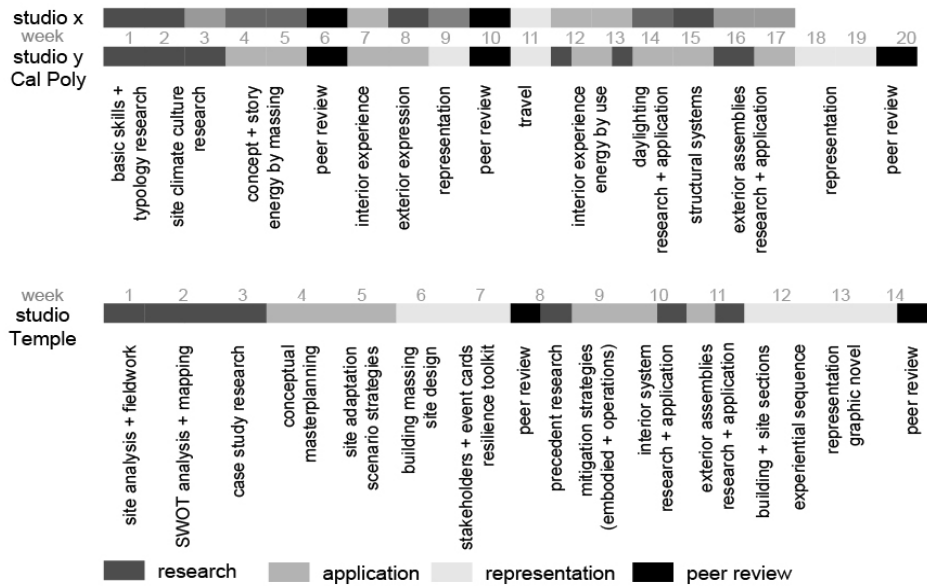 studio x
week 1 2 3 4 5 6 7 8 9 10 11 12 13 14 15 16 17 18 19 20
studio y
Cal Poly
basic skills +
typology research
site climate culture
research
concept + story
energy by massing
peer review
interior experience
exterior expression
representation
peer review
travel
interior experience
energy by use
daylighting
research + application
structural systems
exterior assemblies
research + application
representation
peer review
week 1 2 3 4 5 6 7 8 9 10 11 12 13 14
studio
Temple
site analysis + fieldwork
SWOT analysis + mapping
case study research
conceptual
masterplanning
site adaptation
scenario strategies
building massing
site design
stakeholders + event cards
resilience toolkit
peer review
precedent research
mitigation strategies
(embodied + operations)
interior system
research + application
exterior assemblies
research + application
building + site sections
experiential sequence
representation
graphic novel
peer review
research application representation peer review